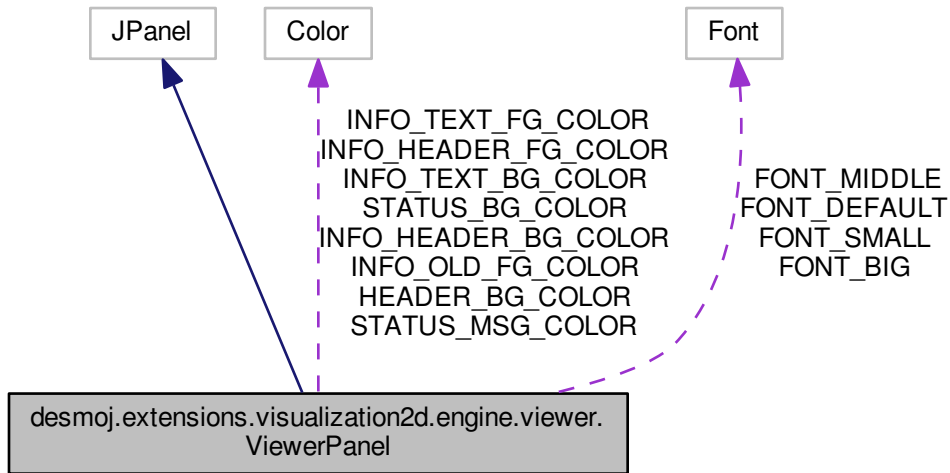 JPanel
Color
Font
INFO_TEXT_FG_COLOR
INFO_HEADER_FG_COLOR
INFO_TEXT_BG_COLOR
STATUS_BG_COLOR
INFO_HEADER_BG_COLOR
INFO_OLD_FG_COLOR
HEADER_BG_COLOR
STATUS_MSG_COLOR
FONT_MIDDLE
FONT_DEFAULT
FONT_SMALL
FONT_BIG
desmoj.extensions.visualization2d.engine.viewer.
ViewerPanel